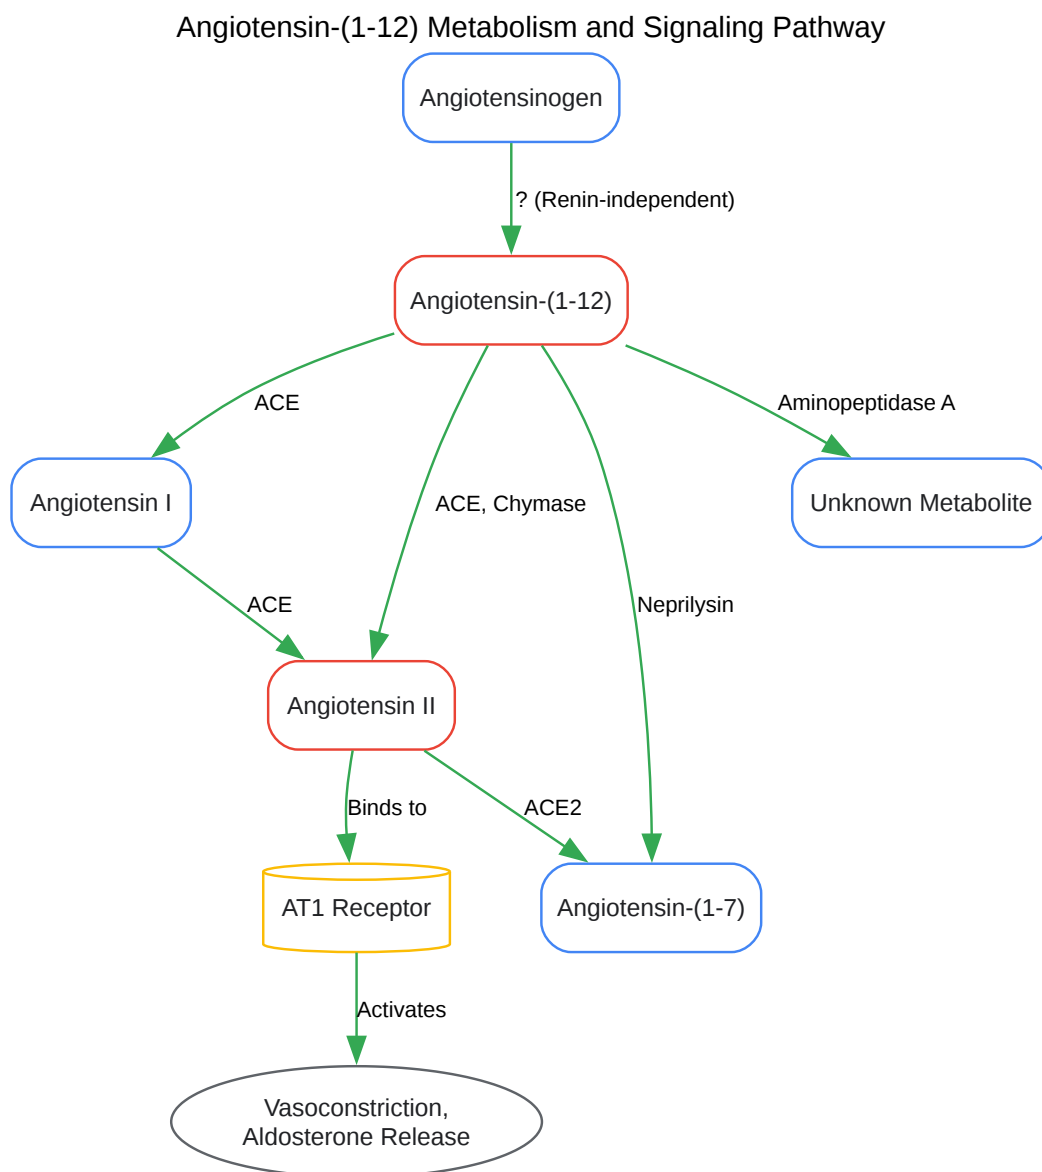 Angiotensin-(1-12) Metabolism and Signaling Pathway
Angiotensinogen
? (Renin-independent)
Angiotensin-(1-12)
ACE
Aminopeptidase A
Angiotensin I
ACE, Chymase
Unknown Metabolite
ACE
Neprilysin
Angiotensin II
Binds to
ACE2
AT1 Receptor
Angiotensin-(1-7)
Activates
Vasoconstriction,
Aldosterone Release